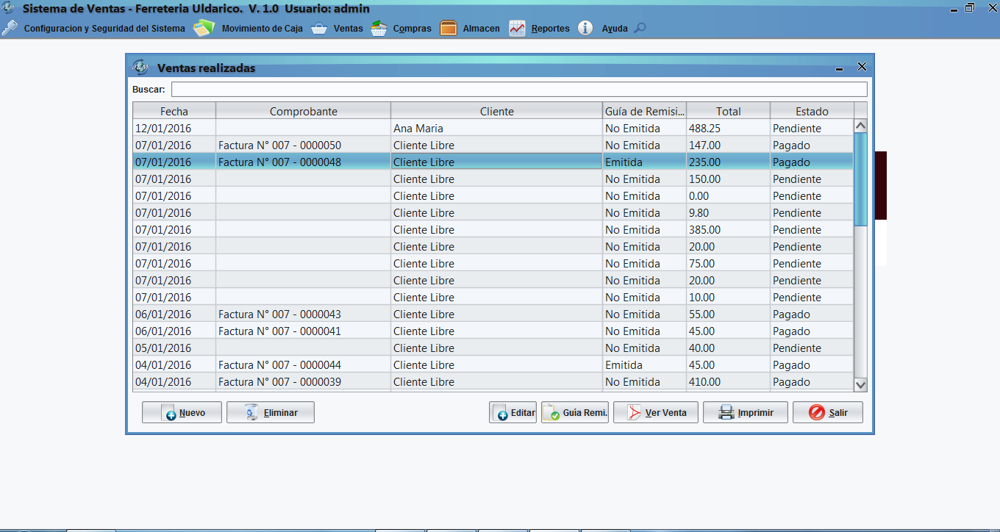 Sistema de Ventas - Ferreteria Uldarico. V. 1.0 Usuario: admin
Configuracion y Seguridad del Sistema Movimiento de Caja Ventas Compras Almacen Reportes Ayuda
Ventas realizadas
Buscar:
Fecha Comprobante Cliente Guía de Remisi... Total Estado
12/01/2016 Ana Maria No Emitida 488.25 Pendiente
07/01/2016 Factura N° 007 - 0000050 Cliente Libre No Emitida 147.00 Pagado
07/01/2016 Factura N° 007 - 0000048 Cliente Libre Emitida 235.00 Pagado
07/01/2016 Cliente Libre No Emitida 150.00 Pendiente
07/01/2016 Cliente Libre No Emitida 0.00 Pendiente
07/01/2016 Cliente Libre No Emitida 9.80 Pendiente
07/01/2016 Cliente Libre No Emitida 385.00 Pendiente
07/01/2016 Cliente Libre No Emitida 20.00 Pendiente
07/01/2016 Cliente Libre No Emitida 75.00 Pendiente
07/01/2016 Cliente Libre No Emitida 20.00 Pendiente
07/01/2016 Cliente Libre No Emitida 10.00 Pendiente
06/01/2016 Factura N° 007 - 0000043 Cliente Libre No Emitida 55.00 Pagado
06/01/2016 Factura N° 007 - 0000041 Cliente Libre No Emitida 45.00 Pagado
05/01/2016 Cliente Libre No Emitida 40.00 Pendiente
04/01/2016 Factura N° 007 - 0000044 Cliente Libre Emitida 45.00 Pagado
04/01/2016 Factura N° 007 - 0000039 Cliente Libre No Emitida 410.00 Pagado
Nuevo Eliminar Editar Guia Remi. Ver Venta Imprimir Salir